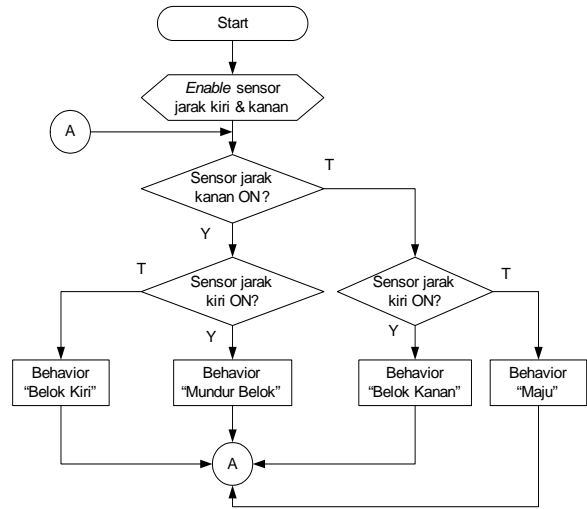 Start
Enable sensor
jarak kiri & kanan
A
Sensor jarak
kanan ON?
T
Y
Sensor jarak
kiri ON?
T
Y
Sensor jarak
kiri ON?
T
Y
Behavior
“Belok Kiri”
Behavior
“Mundur Belok”
Behavior
“Belok Kanan”
Behavior
“Maju”
A